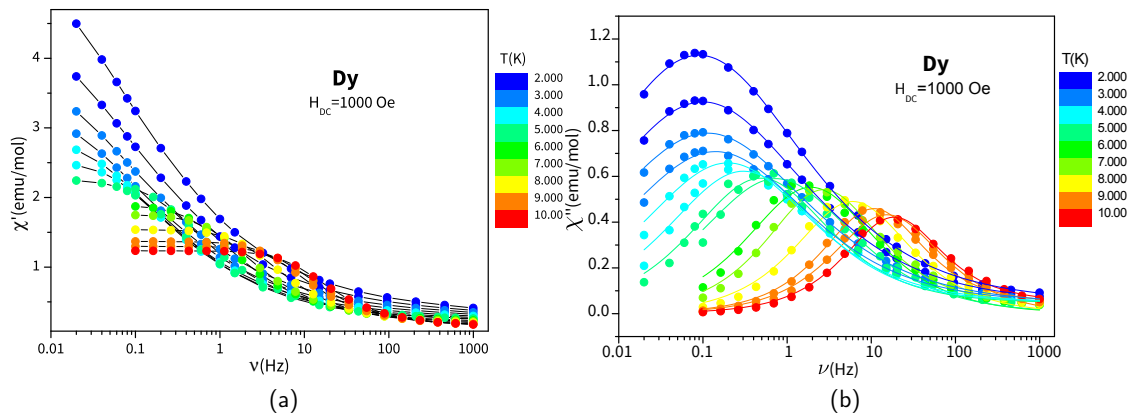 Dy
H_DC=1000 Oe
T(K)
2.000
3.000
4.000
5.000
6.000
7.000
8.000
9.000
10.00
4
3
2
1
χ'(emu/mol)
0.01 0.1 1 10 100 1000
ν(Hz)
(a)
Dy
H_DC=1000 Oe
T(K)
2.000
3.000
4.000
5.000
6.000
7.000
8.000
9.000
10.00
1.2
1.0
0.8
0.6
0.4
0.2
0.0
χ''(emu/mol)
0.01 0.1 1 10 100 1000
ν(Hz)
(b)